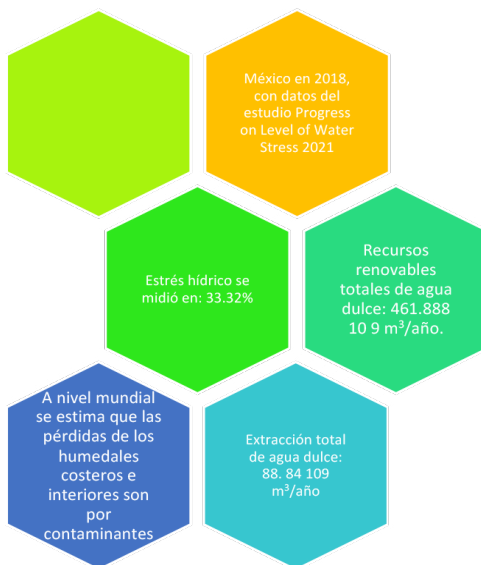 México en 2018,
con datos del
estudio Progress
on Level of Water
Stress 2021
Estrés hídrico se
midió en: 33.32%
Recursos
renovables
totales de agua
dulce: 461.888
10 9 m³/año.
A nivel mundial
se estima que las
pérdidas de los
humedales
costeros e
interiores son
por
contaminantes
Extracción total
de agua dulce:
88. 84 109
m³/año